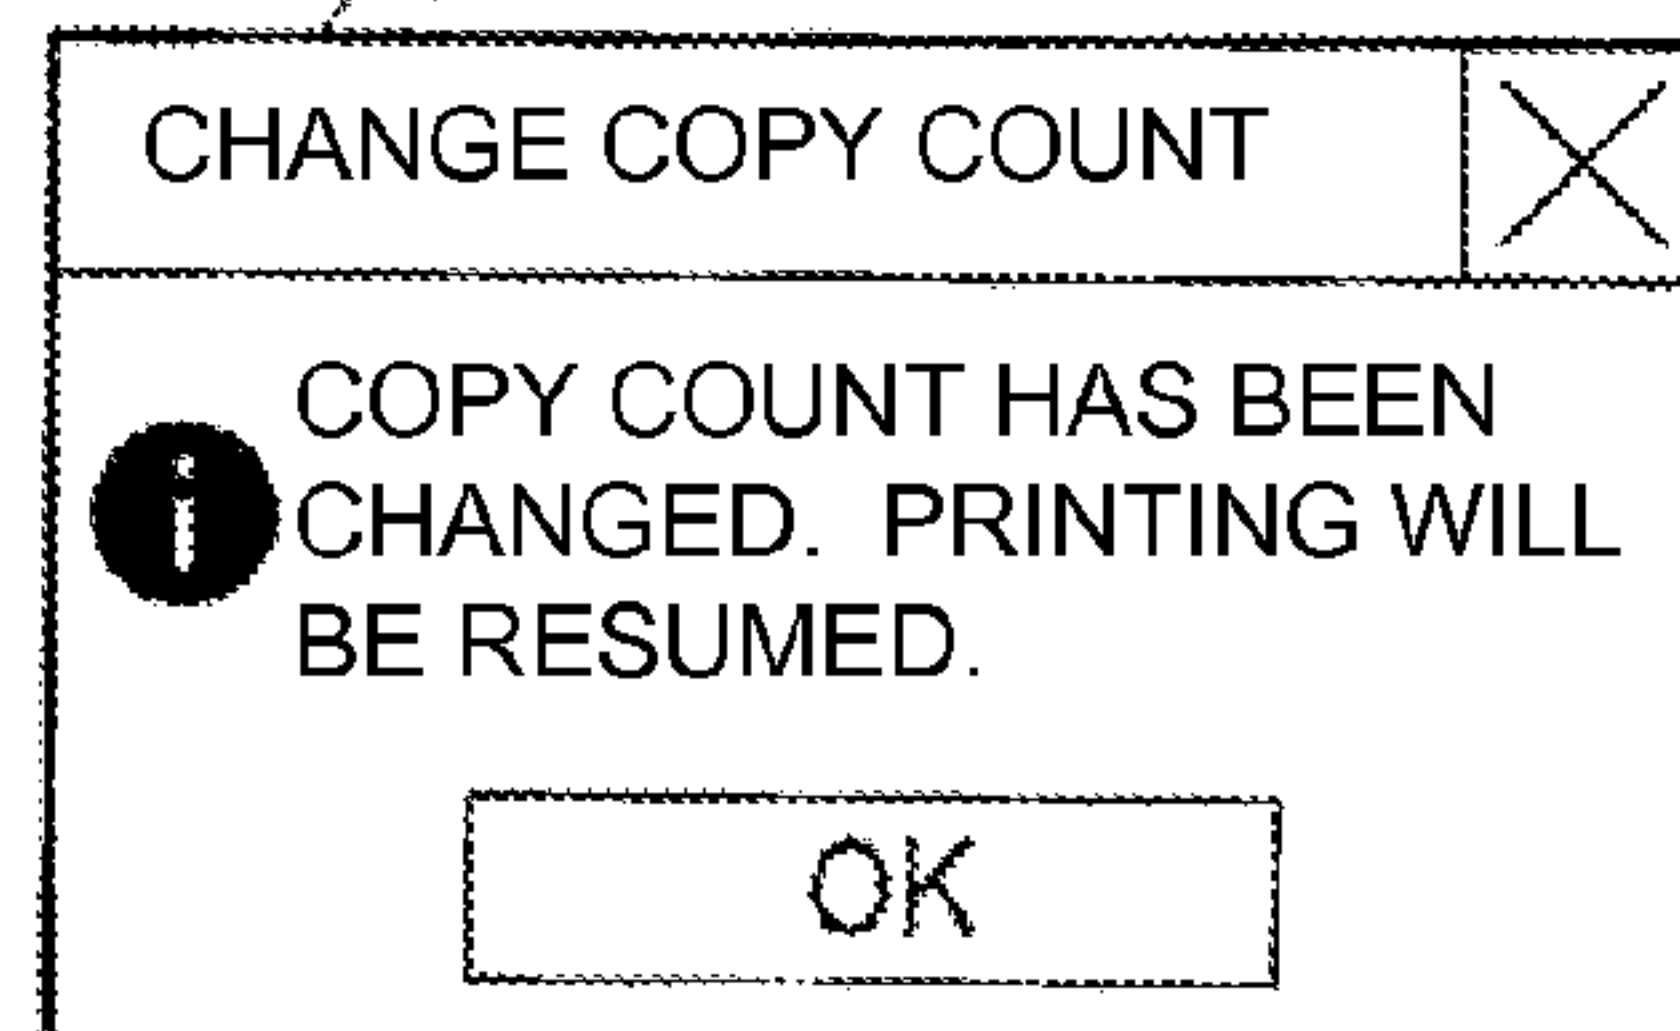 CHANGE COPY COUNT
COPY COUNT HAS BEEN
CHANGED. PRINTING WILL
BE RESUMED.
OK